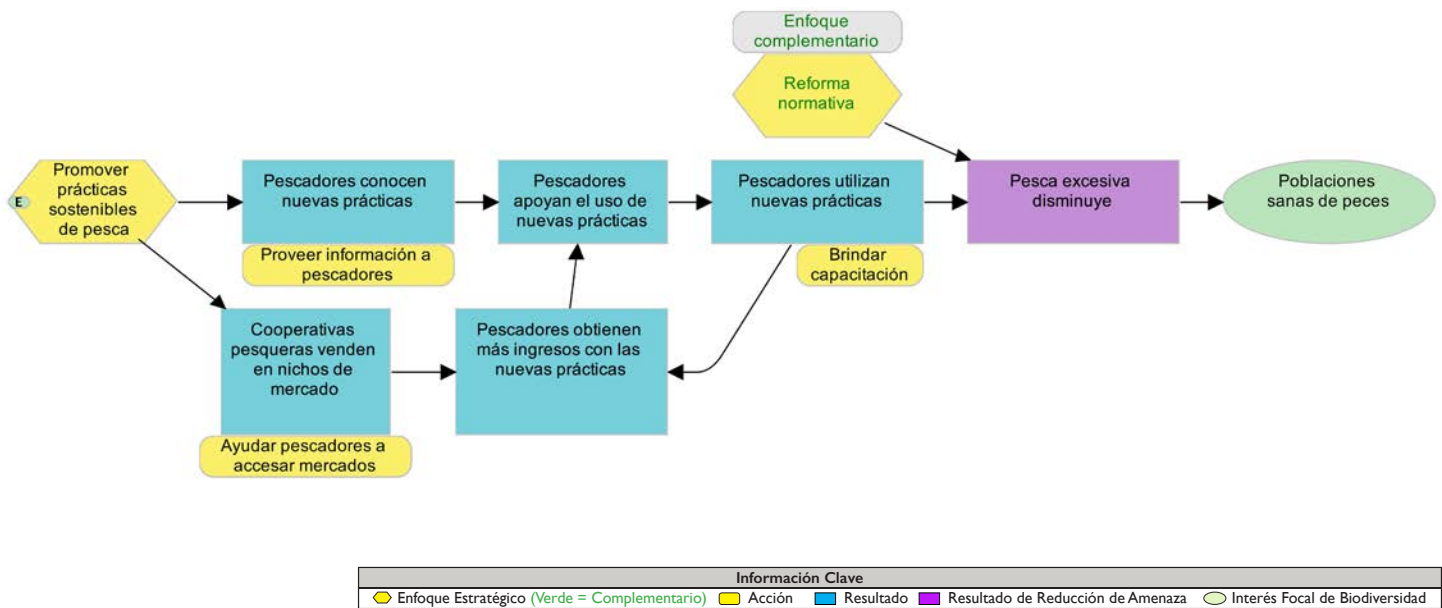 Enfoque
complementario
Reforma
normativa
E
Promover
prácticas
sostenibles
de pesca
Pescadores conocen
nuevas prácticas
Proveer información a
pescadores
Pescadores
apoyan el uso de
nuevas prácticas
Pescadores utilizan
nuevas prácticas
Brindar
capacitación
Pesca excesiva
disminuye
Poblaciones
sanas de peces
Cooperativas
pesqueras venden
en nichos de
mercado
Ayudar pescadores a
accesar mercados
Pescadores obtienen
más ingresos con las
nuevas prácticas
Información Clave
Enfoque Estratégico (Verde = Complementario) Acción Resultado Resultado de Reducción de Amenaza Interés Focal de Biodiversidad